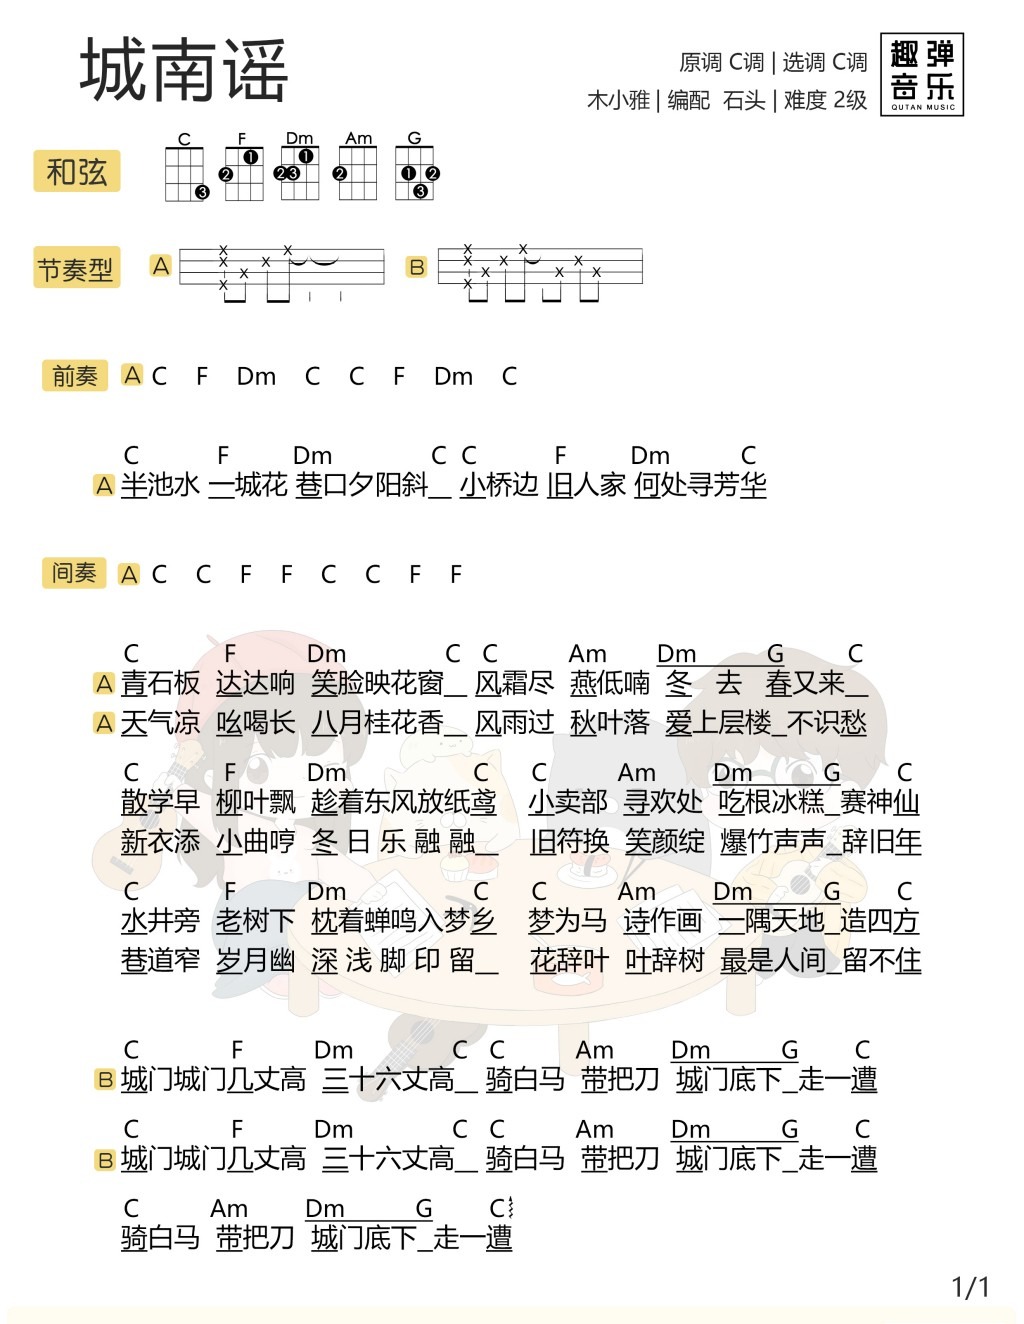 城南谣
原调 C调 | 选调 C调
木小雅 | 编配 石头 | 难度 2级
趣弹
音乐
QUTAN MUSIC
和弦 C F Dm Am G
3 1 2 1 2 3 2 1 2 3
节奏型 A B
前奏 A C F Dm C C F Dm C
C F Dm C C F Dm C
A 半池水 一城花 巷口夕阳斜_ 小桥边 旧人家 何处寻芳华
间奏 A C C F F C C F F
C F Dm C C Am Dm G C
A 青石板 达达响 笑脸映花窗_ 风霜尽 燕低喃 冬 去 春又来_
A 天气凉 吆喝长 八月桂花香_ 风雨过 秋叶落 爱上层楼_不识愁
C F Dm C C Am Dm G C
散学早 柳叶飘 趁着东风放纸鸢 小卖部 寻欢处 吃根冰糕_赛神仙
新衣添 小曲哼 冬 日 乐 融 融_ 旧符换 笑颜绽 爆竹声声_辞旧年
C F Dm C C Am Dm G C
水井旁 老树下 枕着蝉鸣入梦乡 梦为马 诗作画 一隅天地_造四方
巷道窄 岁月幽 深 浅 脚 印 留_ 花辞叶 叶辞树 最是人间_留不住
C F Dm C C Am Dm G C
B 城门城门几丈高 三十六丈高_ 骑白马 带把刀 城门底下_走一遭
C F Dm C C Am Dm G C
B 城门城门几丈高 三十六丈高_ 骑白马 带把刀 城门底下_走一遭
C Am Dm G C
骑白马 带把刀 城门底下_走一遭
1/1